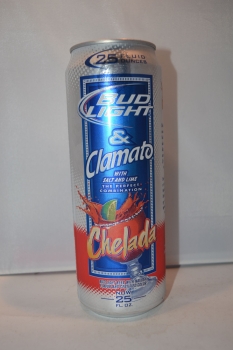 25 FLUID
OUNCES
BUD
LIGHT
&
Clamato
WITH
SALT AND LIME
THE PERFECT
COMBINATION
Chelada
25
FL. OZ.